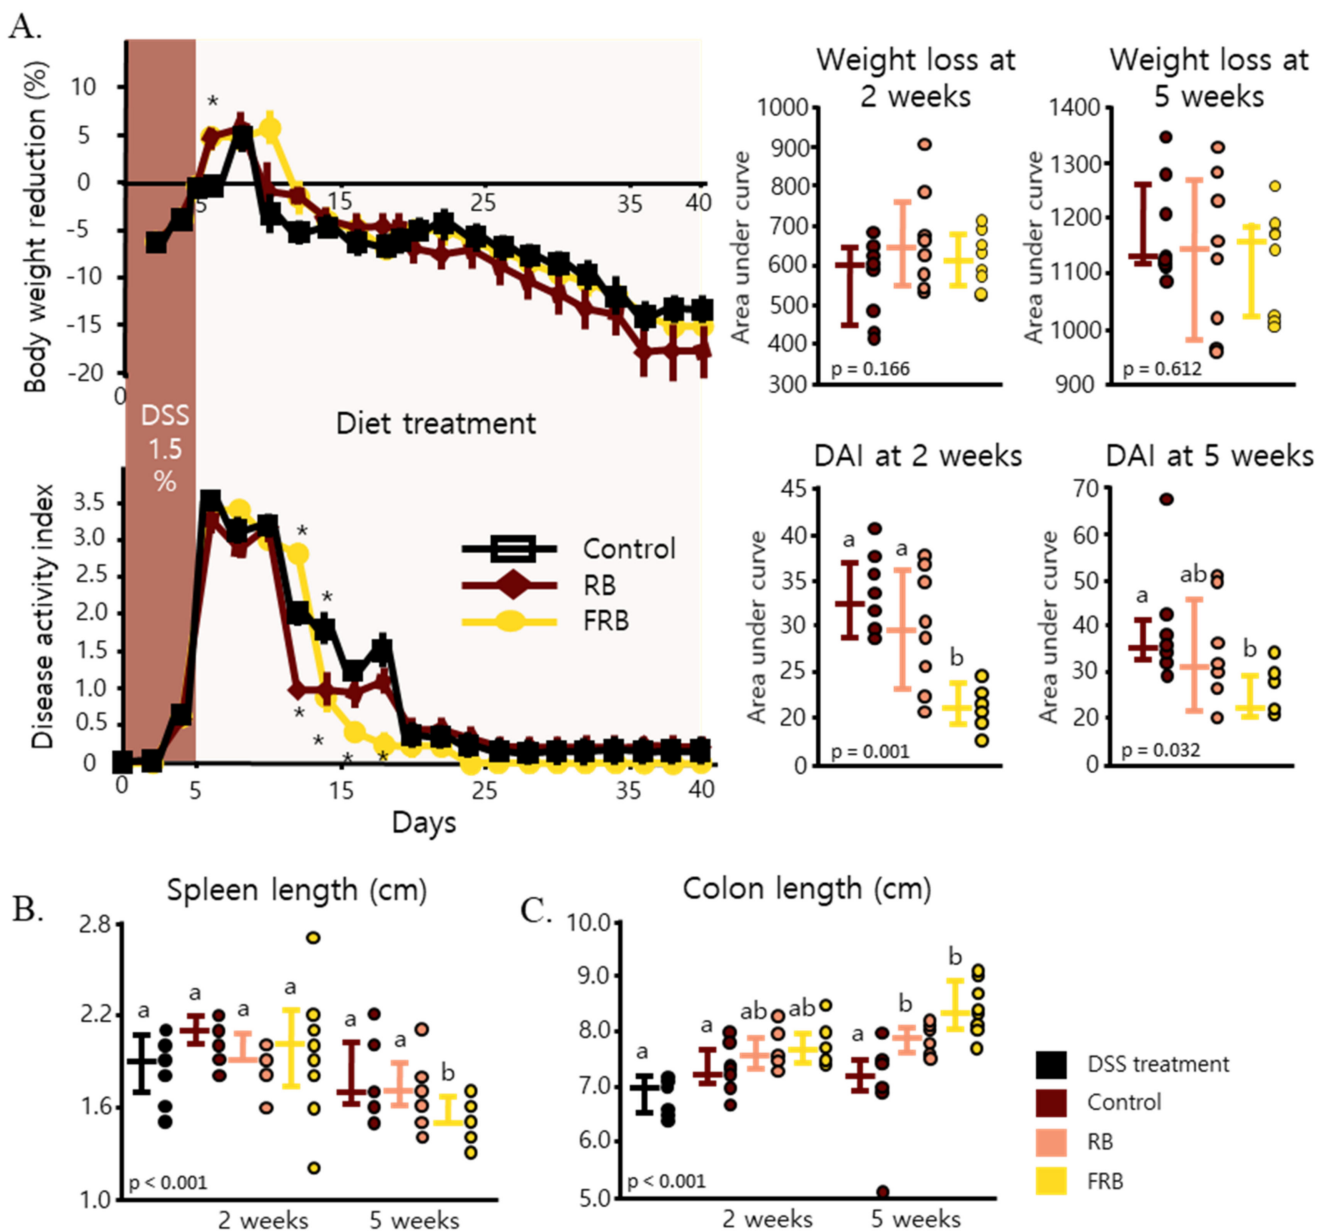 A.
Body weight reduction (%)
10
5
0
-5
-10
-15
-20
0
*
5
15
25
35
40
DSS
1.5
%
Diet treatment
Disease activity index
3.5
3.0
2.5
2.0
1.5
1.0
0.5
0
*
*
*
*
*
*
Control
RB
FRB
0
5
15
25
35
40
Days
Weight loss at
2 weeks
Area under curve
1000
900
800
700
600
500
400
300
p = 0.166
Weight loss at
5 weeks
Area under curve
1400
1300
1200
1100
1000
900
p = 0.612
DAI at 2 weeks
Area under curve
45
40
35
30
25
20
0
a
a
b
p = 0.001
DAI at 5 weeks
Area under curve
70
60
50
40
30
20
0
a
ab
b
p = 0.032
B.
Spleen length (cm)
2.8
2.2
1.6
1.0
a
a
a
a
a
a
b
p < 0.001
2 weeks
5 weeks
C.
Colon length (cm)
10.0
9.0
8.0
7.0
6.0
5.0
a
a
ab
ab
a
b
b
p < 0.001
2 weeks
5 weeks
DSS treatment
Control
RB
FRB